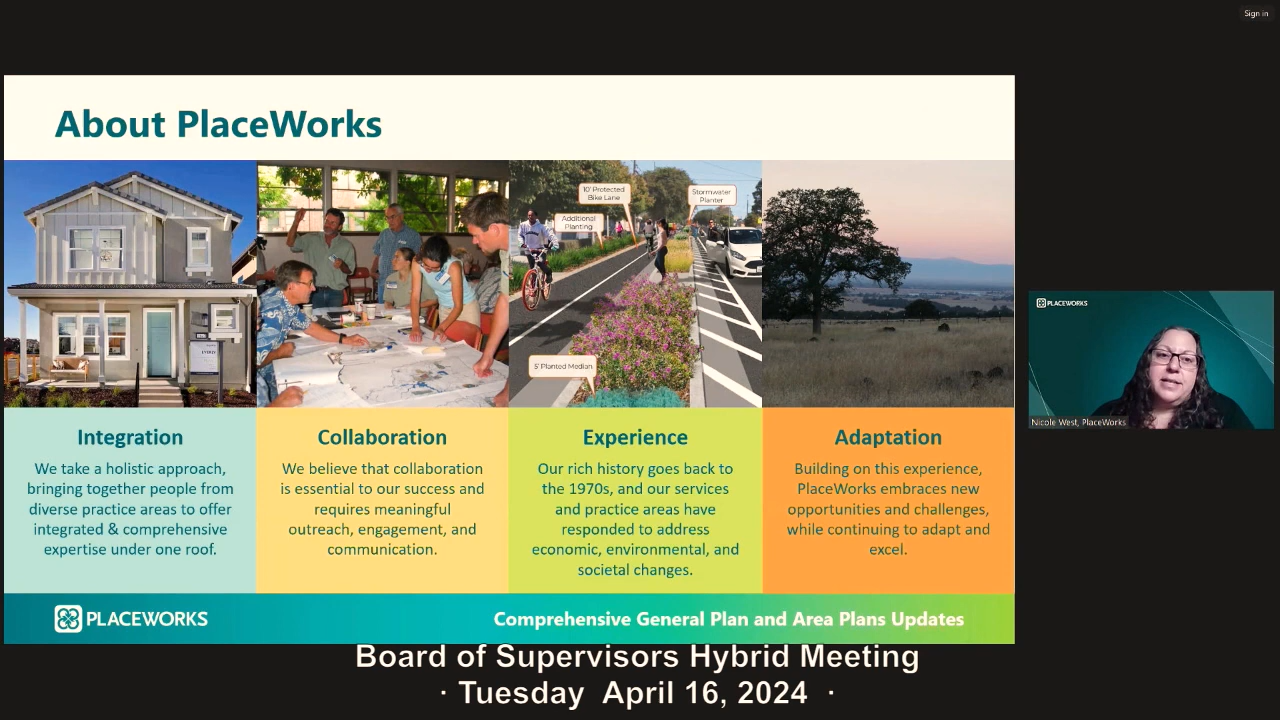 Sign in
About PlaceWorks
10' Protected
Bike Lane
Stormwater
Planter
Additional
Planting
5' Planted Median
Integration
We take a holistic approach,
bringing together people from
diverse practice areas to offer
integrated & comprehensive
expertise under one roof.
Collaboration
We believe that collaboration
is essential to our success and
requires meaningful
outreach, engagement, and
communication.
Experience
Our rich history goes back to
the 1970s, and our services
and practice areas have
responded to address
economic, environmental, and
societal changes.
Adaptation
Building on this experience,
PlaceWorks embraces new
opportunities and challenges,
while continuing to adapt and
excel.
PLACEWORKS
Comprehensive General Plan and Area Plans Updates
PLACEWORKS
Nicole West, PlaceWorks
Board of Supervisors Hybrid Meeting
· Tuesday April 16, 2024 ·